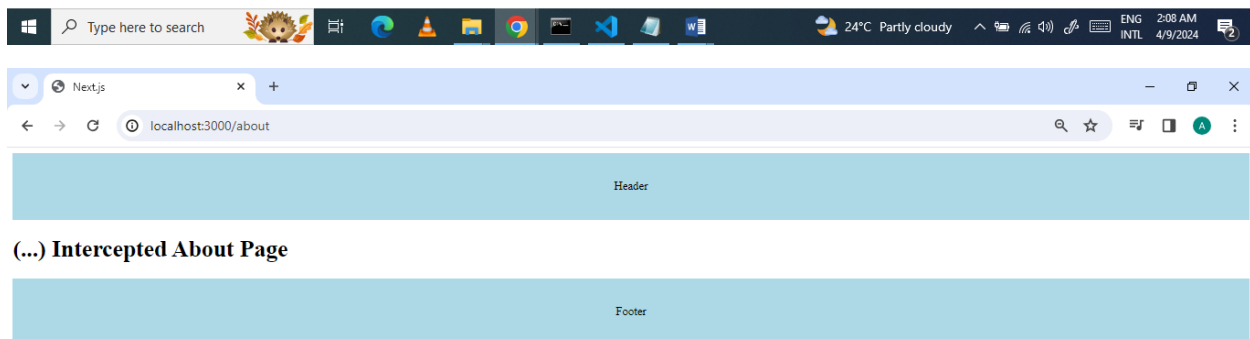 Type here to search
24°C Partly cloudy
ENG 2:08 AM
INTL 4/9/2024
2
Next.js
localhost:3000/about
A
Header
(...) Intercepted About Page
Footer